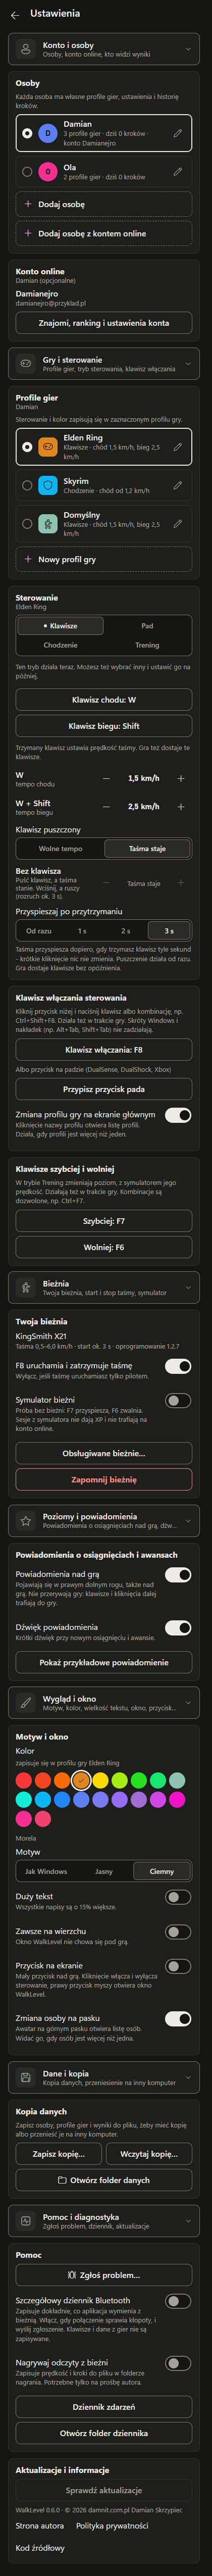 Ustawienia
Konto i osoby
Osoby, konto online, kto widzi wyniki
Osoby
Każda osoba ma własne profile gier, ustawienia i historię
kroków.
D
Damian
3 profile gier · dziś 0 kroków ·
konto Damianejro
O
Ola
2 profile gier · dziś 0 kroków
Dodaj osobę
Dodaj osobę z kontem online
Konto online
Damian (opcjonalne)
Damianejro
damianejro@przyklad.pl
Znajomi, ranking i ustawienia konta
Gry i sterowanie
Profile gier, tryb sterowania, klawisz włączania
Profile gier
Damian
Sterowanie i kolor zapisują się w zaznaczonym profilu gry.
Elden Ring
Klawisze · chód 1,5 km/h, bieg 2,5
km/h
Skyrim
Chodzenie · chód od 1,2 km/h
Domyślny
Klawisze · chód 1,5 km/h, bieg 2,5
km/h
Nowy profil gry
Sterowanie
Elden Ring
• Klawisze
Pad
Chodzenie
Trening
Ten tryb działa teraz. Możesz też wybrać inny i ustawić go na
później.
Klawisz chodu: W
Klawisz biegu: Shift
Trzymany klawisz ustawia prędkość taśmy. Gra też dostaje te
klawisze.
W
tempo chodu
1,5 km/h
W + Shift
tempo biegu
2,5 km/h
Klawisz puszczony
Wolne tempo
Taśma staje
Bez klawisza
Puść klawisz, a taśma
stanie. Wciśnij, a ruszy
(rozruch ok. 3 s).
Taśma staje
Przyspieszaj po przytrzymaniu
Od razu
1 s
2 s
3 s
Taśma przyspiesza dopiero, gdy trzymasz klawisz tyle sekund
- krótkie kliknięcie nic nie zmienia. Puszczenie działa od razu.
Gra dostaje klawisze bez opóźnienia.
Klawisz włączania sterowania
Kliknij przycisk niżej i naciśnij klawisz albo kombinację, np.
Ctrl+Shift+F8. Działa też w trakcie gry. Skróty Windows i
nakładek (np. Alt+Tab, Shift+Tab) nie zadziałają.
Klawisz włączania: F8
Albo przycisk na padzie (DualSense, DualShock, Xbox)
Przypisz przycisk pada
Zmiana profilu gry na ekranie głównym
Kliknięcie nazwy profilu otwiera listę profili.
Działa, gdy profili jest więcej niż jeden.
Klawisze szybciej i wolniej
W trybie Trening zmieniają poziom, z symulatorem jego
prędkość. Działają też w trakcie gry. Kombinacje są
dozwolone, np. Ctrl+F7.
Szybciej: F7
Wolniej: F6
Bieżnia
Twoja bieżnia, start i stop taśmy, symulator
Twoja bieżnia
KingSmith X21
Taśma 0,5-6,0 km/h · start ok. 3 s · oprogramowanie 1.2.7
F8 uruchamia i zatrzymuje taśmę
Wyłącz, jeśli taśmę uruchamiasz tylko pilotem.
Symulator bieżni
Próba bez bieżni: F7 przyspiesza, F6 zwalnia.
Sesje z symulatora nie dają XP i nie trafiają na
konto online.
Obsługiwane bieżnie...
Zapomnij bieżnię
Poziomy i powiadomienia
Powiadomienia o osiągnięciach nad grą, dźw...
Powiadomienia o osiągnięciach i awansach
Powiadomienia nad grą
Pojawiają się w prawym dolnym rogu, także nad
grą. Nie przerywają gry: klawisze i kliknięcia dalej
trafiają do gry.
Dźwięk powiadomienia
Krótki dźwięk przy nowym osiągnięciu i awansie.
Pokaż przykładowe powiadomienie
Wygląd i okno
Motyw, kolor, wielkość tekstu, okno, przycisk...
Motyw i okno
Kolor
zapisuje się w profilu gry Elden Ring
Morela
Motyw
Jak Windows
Jasny
Ciemny
Duży tekst
Wszystkie napisy są o 15% większe.
Zawsze na wierzchu
Okno WalkLevel nie chowa się pod grą.
Przycisk na ekranie
Mały przycisk nad grą. Kliknięcie włącza i wyłącza
sterowanie, prawy przycisk myszy otwiera okno
WalkLevel.
Zmiana osoby na pasku
Awatar na górnym pasku otwiera listę osób.
Widać go, gdy osób jest więcej niż jedna.
Dane i kopia
Kopia danych, przeniesienie na inny komputer
Kopia danych
Zapisz osoby, profile gier i wyniki do pliku, żeby mieć kopię
albo przenieść je na inny komputer.
Zapisz kopię...
Wczytaj kopię...
Otwórz folder danych
Pomoc i diagnostyka
Zgłoś problem, dziennik, aktualizacje
Pomoc
Zgłoś problem...
Szczegółowy dziennik Bluetooth
Zapisuje dokładnie, co aplikacja wymienia z
bieżnią. Włącz, gdy połączenie sprawia kłopoty, i
wyślij zgłoszenie. Klawisze i dane z gier nie są
zapisywane.
Nagrywaj odczyty z bieżni
Zapisuje prędkość i kroki do pliku w folderze
nagrania. Potrzebne tylko na prośbę autora.
Dziennik zdarzeń
Otwórz folder dziennika
Aktualizacje i informacje
Sprawdź aktualizacje
WalkLevel 0.6.0 · © 2026 damnit.com.pl Damian Skrzypiec
Strona autora
Polityka prywatności
Kod źródłowy